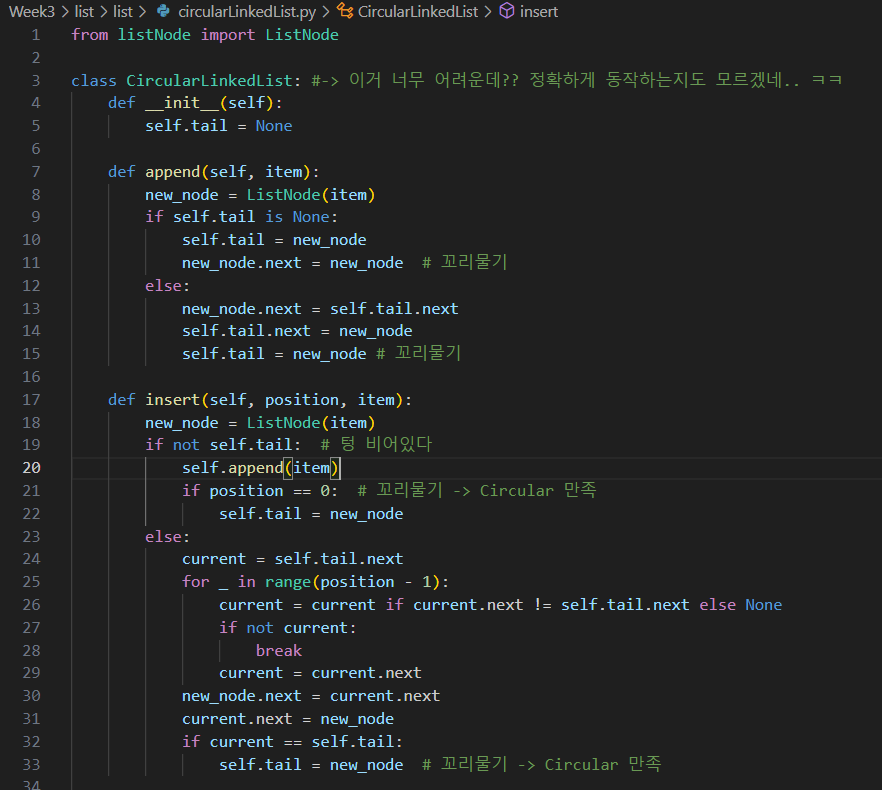 Week3 > list > list > circularLinkedList.py > CircularLinkedList > insert
1 from listNode import ListNode
2
3 class CircularLinkedList: #-> 이거 너무 어려운데?? 정확하게 동작하는지도 모르겠네.. ㅋㅋ
4     def __init__(self):
5         self.tail = None
6
7     def append(self, item):
8         new_node = ListNode(item)
9         if self.tail is None:
10             self.tail = new_node
11             new_node.next = new_node  # 꼬리물기
12         else:
13             new_node.next = self.tail.next
14             self.tail.next = new_node
15             self.tail = new_node # 꼬리물기
16
17     def insert(self, position, item):
18         new_node = ListNode(item)
19         if not self.tail:  # 텅 비어있다
20             self.append(item)
21             if position == 0:  # 꼬리물기 -> Circular 만족
22                 self.tail = new_node
23         else:
24             current = self.tail.next
25             for _ in range(position - 1):
26                 current = current if current.next != self.tail.next else None
27                 if not current:
28                     break
29                 current = current.next
30             new_node.next = current.next
31             current.next = new_node
32             if current == self.tail:
33                 self.tail = new_node  # 꼬리물기 -> Circular 만족
34